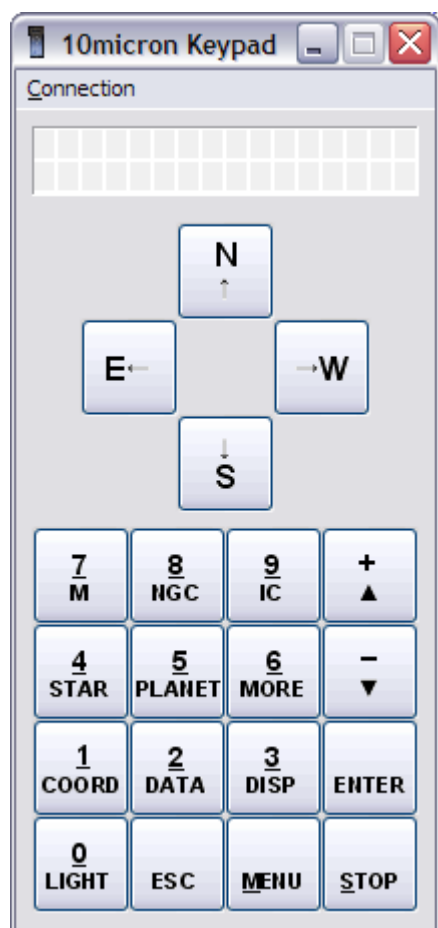 10micron Keypad
Connection
N
↑
E← →W
↓
S
7 8 9 +
M NGC IC ▲
4 5 6 −
STAR PLANET MORE ▼
1 2 3
COORD DATA DISP ENTER
0
LIGHT ESC MENU STOP